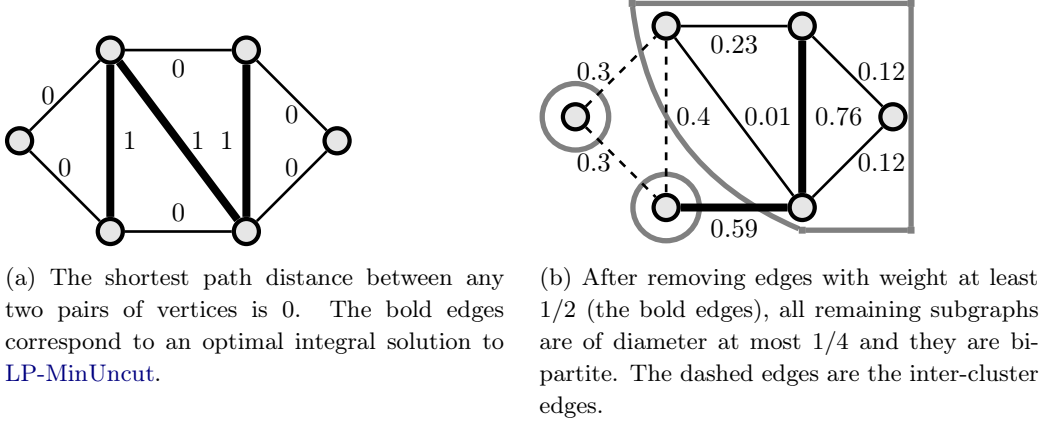 0
0
0
1
1
1
0
0
0
0.3
0.3
0.4
0.23
0.01
0.76
0.12
0.12
0.59
(a) The shortest path distance between any
two pairs of vertices is 0. The bold edges
correspond to an optimal integral solution to
LP-MinUncut.
(b) After removing edges with weight at least
1/2 (the bold edges), all remaining subgraphs
are of diameter at most 1/4 and they are bi-
partite. The dashed edges are the inter-cluster
edges.